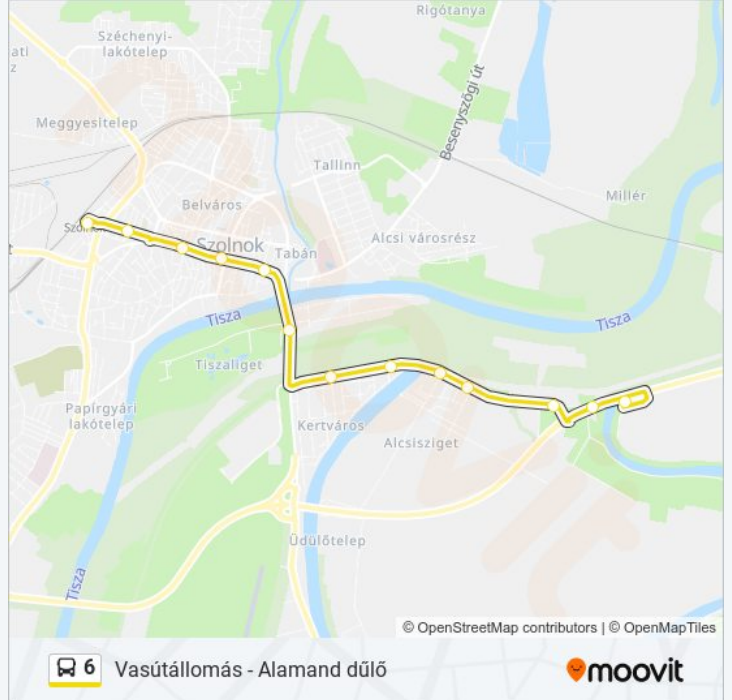 Rigótanya
Széchenyi-
lakótelep
ati
z
Meggyesitelep
Besenyszögi út
Tallinn
Millér
Belváros
Szolnok
Tabán
Alcsi városrész
Tisza
Tisza
Tiszaliget
Papírgyári
lakótelep
Kertváros
Alcsisziget
Üdülőtelep
Tisza
© OpenStreetMap contributors | © OpenMapTiles
6 Vasútállomás - Alamand dűlő
moovit